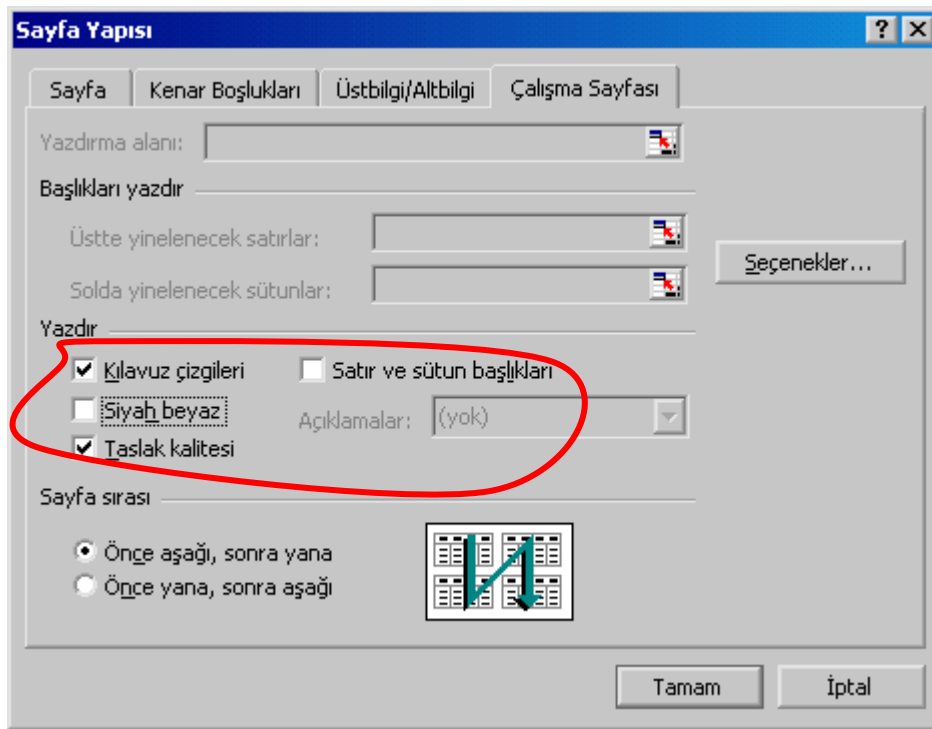 Sayfa Yapısı
Sayfa Kenar Boşlukları Üstbilgi/Altbilgi Çalışma Sayfası
Yazdırma alanı:
Başlıkları yazdır
Üstte yinelenecek satırlar:
Solda yinelenecek sütunlar:
Seçenekler...
Yazdır
Kılavuz çizgileri Satır ve sütun başlıkları
Siyah beyaz Açıklamalar: (yok)
Taslak kalitesi
Sayfa sırası
Önce aşağı, sonra yana
Önce yana, sonra aşağı
Tamam İptal